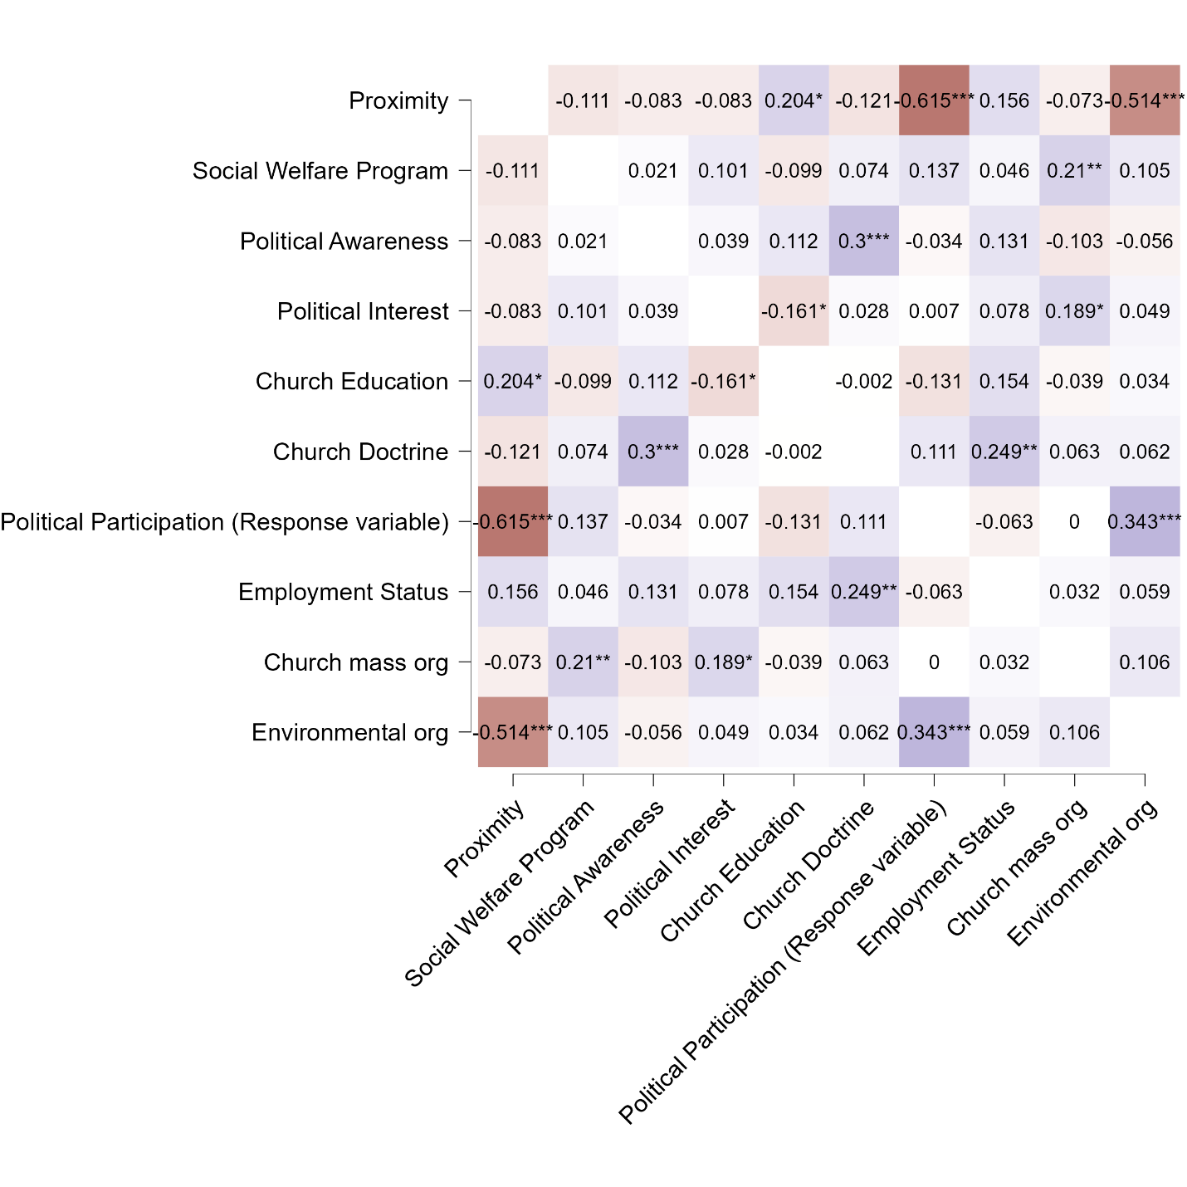 Proximity -0.111 -0.083 -0.083 0.204* -0.121 -0.615*** 0.156 -0.073 -0.514***
Social Welfare Program -0.111 0.021 0.101 -0.099 0.074 0.137 0.046 0.21** 0.105
Political Awareness -0.083 0.021 0.039 0.112 0.3*** -0.034 0.131 -0.103 -0.056
Political Interest -0.083 0.101 0.039 -0.161* 0.028 0.007 0.078 0.189* 0.049
Church Education 0.204* -0.099 0.112 -0.161* -0.002 -0.131 0.154 -0.039 0.034
Church Doctrine -0.121 0.074 0.3*** 0.028 -0.002 0.111 0.249** 0.063 0.062
Political Participation (Response variable) -0.615*** 0.137 -0.034 0.007 -0.131 0.111 -0.063 0 0.343***
Employment Status 0.156 0.046 0.131 0.078 0.154 0.249** -0.063 0.032 0.059
Church mass org -0.073 0.21** -0.103 0.189* -0.039 0.063 0 0.032 0.106
Environmental org -0.514*** 0.105 -0.056 0.049 0.034 0.062 0.343*** 0.059 0.106
Proximity
Social Welfare Program
Political Awareness
Political Interest
Church Education
Church Doctrine
Political Participation (Response variable)
Employment Status
Church mass org
Environmental org